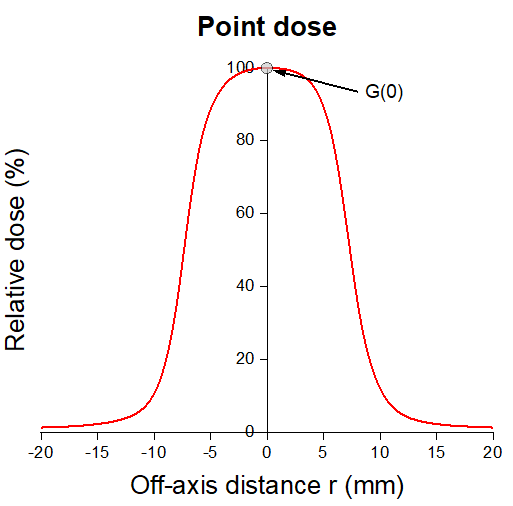 Point dose
100
G(0)
80
60
40
20
0
Relative dose (%)
-20 -15 -10 -5 0 5 10 15 20
Off-axis distance r (mm)